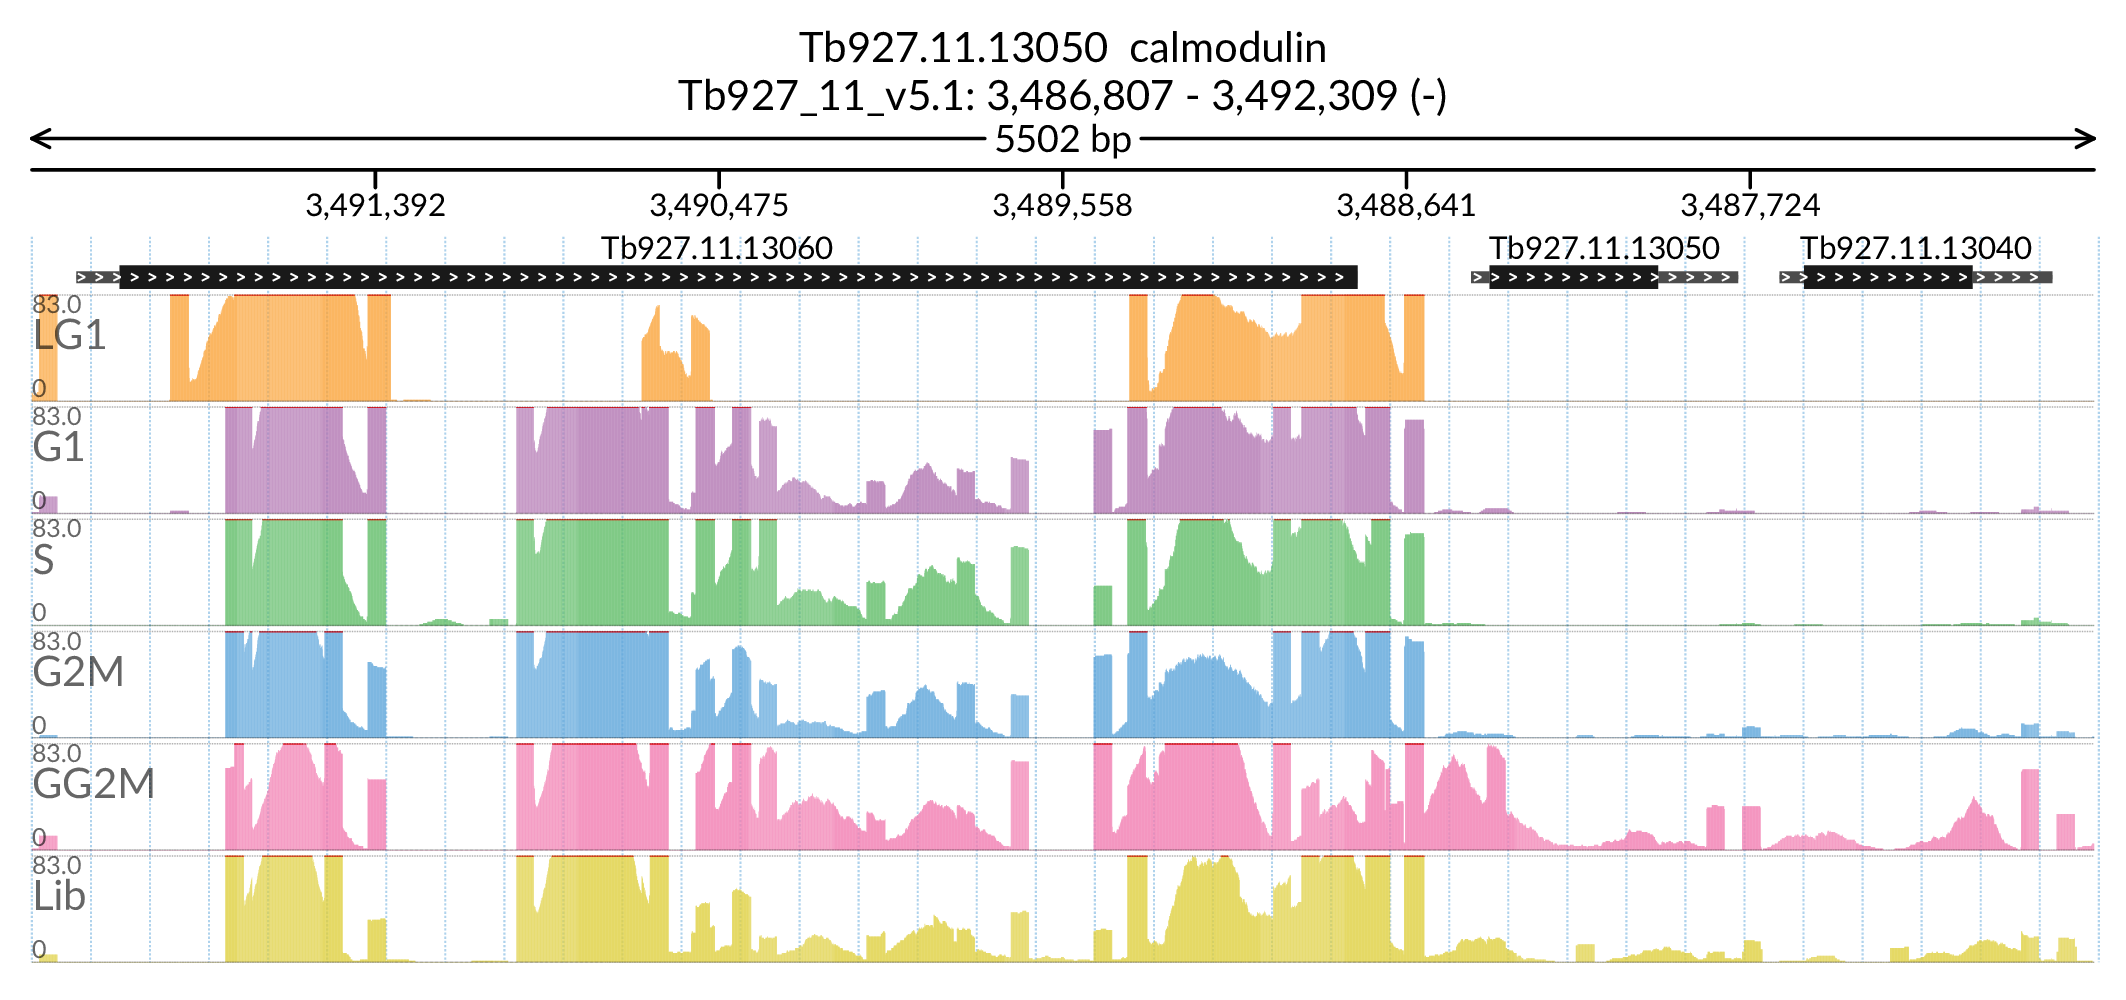 Tb927.11.13050 calmodulin
Tb927_11_v5.1: 3,486,807 - 3,492,309 (-)
5502 bp
3,491,392 3,490,475 3,489,558 3,488,641 3,487,724
Tb927.11.13060 Tb927.11.13050 Tb927.11.13040
83.0
LG1
0
83.0
G1
0
83.0
S
0
83.0
G2M
0
83.0
GG2M
0
83.0
Lib
0